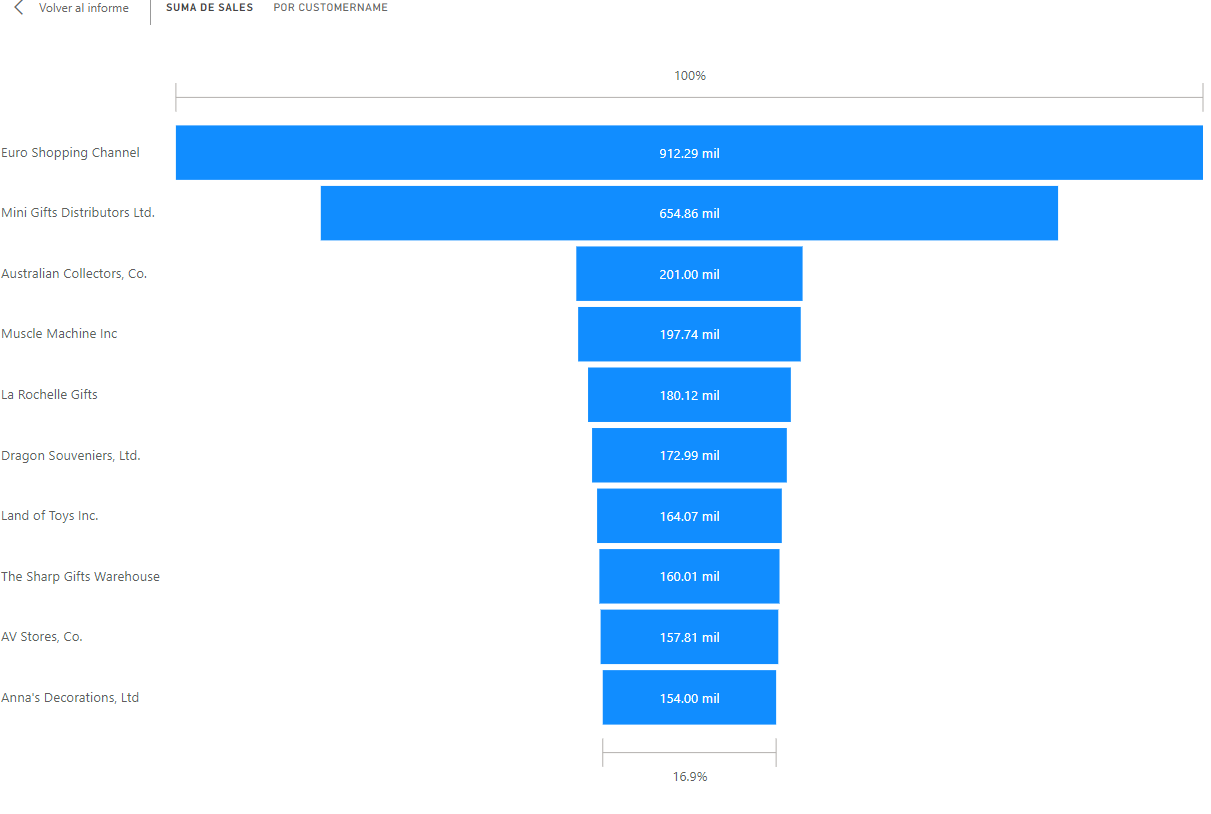 Volver al informe
SUMA DE SALES
POR CUSTOMERNAME
100%
Euro Shopping Channel
912.29 mil
Mini Gifts Distributors Ltd.
654.86 mil
Australian Collectors, Co.
201.00 mil
Muscle Machine Inc
197.74 mil
La Rochelle Gifts
180.12 mil
Dragon Souveniers, Ltd.
172.99 mil
Land of Toys Inc.
164.07 mil
The Sharp Gifts Warehouse
160.01 mil
AV Stores, Co.
157.81 mil
Anna's Decorations, Ltd
154.00 mil
16.9%